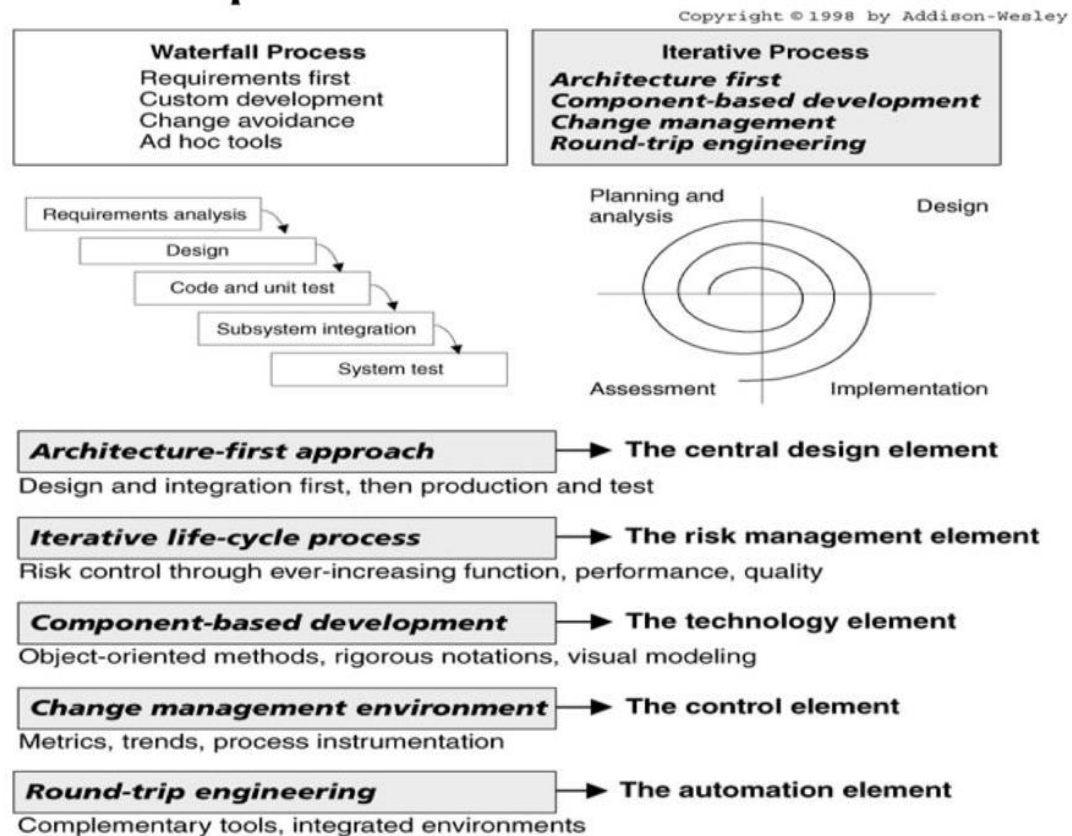 Copyright © 1998 by Addison-Wesley
Waterfall Process
Requirements first
Custom development
Change avoidance
Ad hoc tools
Iterative Process
Architecture first
Component-based development
Change management
Round-trip engineering
Requirements analysis
Design
Code and unit test
Subsystem integration
System test
Planning and
analysis
Design
Assessment
Implementation
Architecture-first approach
The central design element
Design and integration first, then production and test
Iterative life-cycle process
The risk management element
Risk control through ever-increasing function, performance, quality
Component-based development
The technology element
Object-oriented methods, rigorous notations, visual modeling
Change management environment
The control element
Metrics, trends, process instrumentation
Round-trip engineering
The automation element
Complementary tools, integrated environments